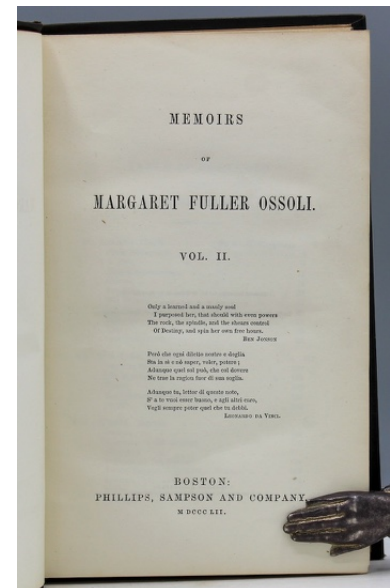 MEMOIRS
OF
MARGARET FULLER OSSOLI.
VOL. II.
Only a learned and a manly soul
I purposed her, that should with even powers
The rock, the spindle, and the shears control
Of Destiny, and spin her own free hours.
BEN JONSON
Però che ogni diletto nostro e doglia
Sta in sì e nò saper, voler, potere;
Adunque quel sol può, che col dovere
Ne trae la ragion fuor di sua soglia.
Adunque tu, lettor di queste note,
S' a te vuoi esser buono, e agli altri caro,
Vogli sempre poter quel che tu debbi.
LEONARDO DA VINCI.
BOSTON:
PHILLIPS, SAMPSON AND COMPANY.
M DCCC LII.